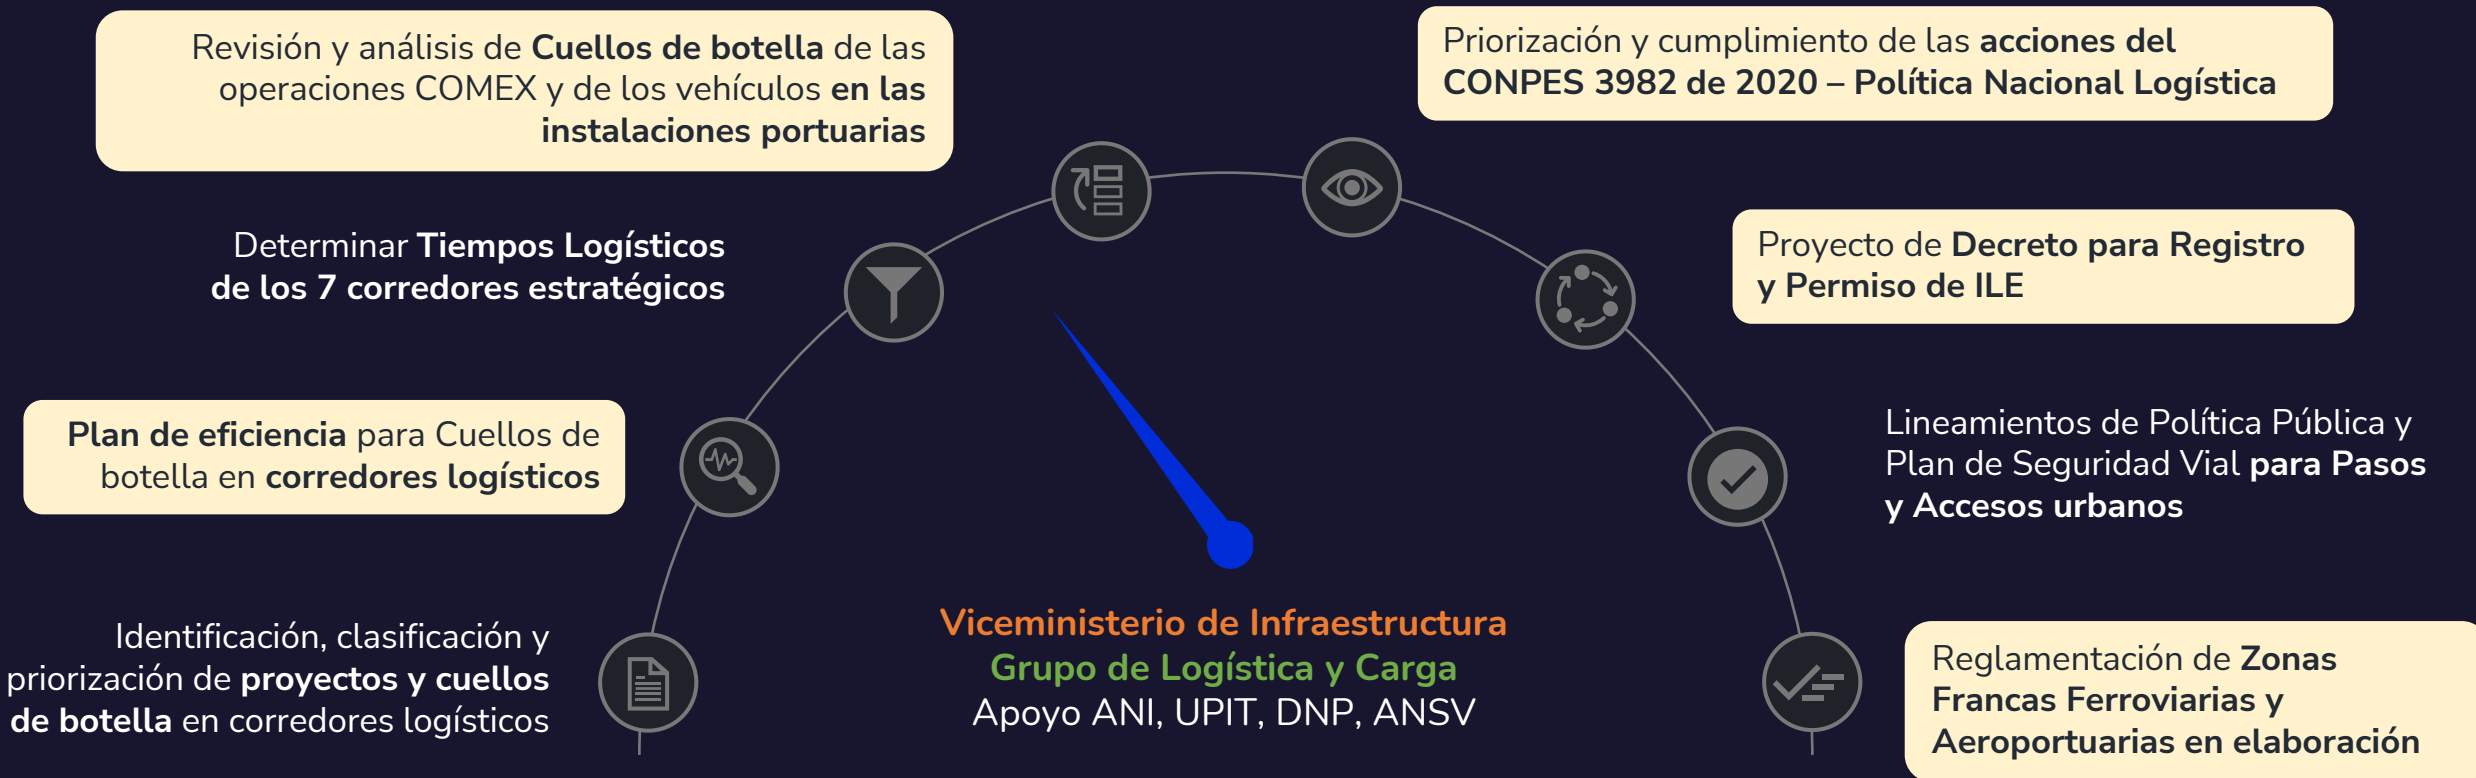 Revisión y análisis de Cuellos de botella de las
operaciones COMEX y de los vehículos en las
instalaciones portuarias
Priorización y cumplimiento de las acciones del
CONPES 3982 de 2020 – Política Nacional Logística
Determinar Tiempos Logísticos
de los 7 corredores estratégicos
Proyecto de Decreto para Registro
y Permiso de ILE
Plan de eficiencia para Cuellos de
botella en corredores logísticos
Lineamientos de Política Pública y
Plan de Seguridad Vial para Pasos
y Accesos urbanos
Identificación, clasificación y
priorización de proyectos y cuellos
de botella en corredores logísticos
Viceministerio de Infraestructura
Grupo de Logística y Carga
Apoyo ANI, UPIT, DNP, ANSV
Reglamentación de Zonas
Francas Ferroviarias y
Aeroportuarias en elaboración